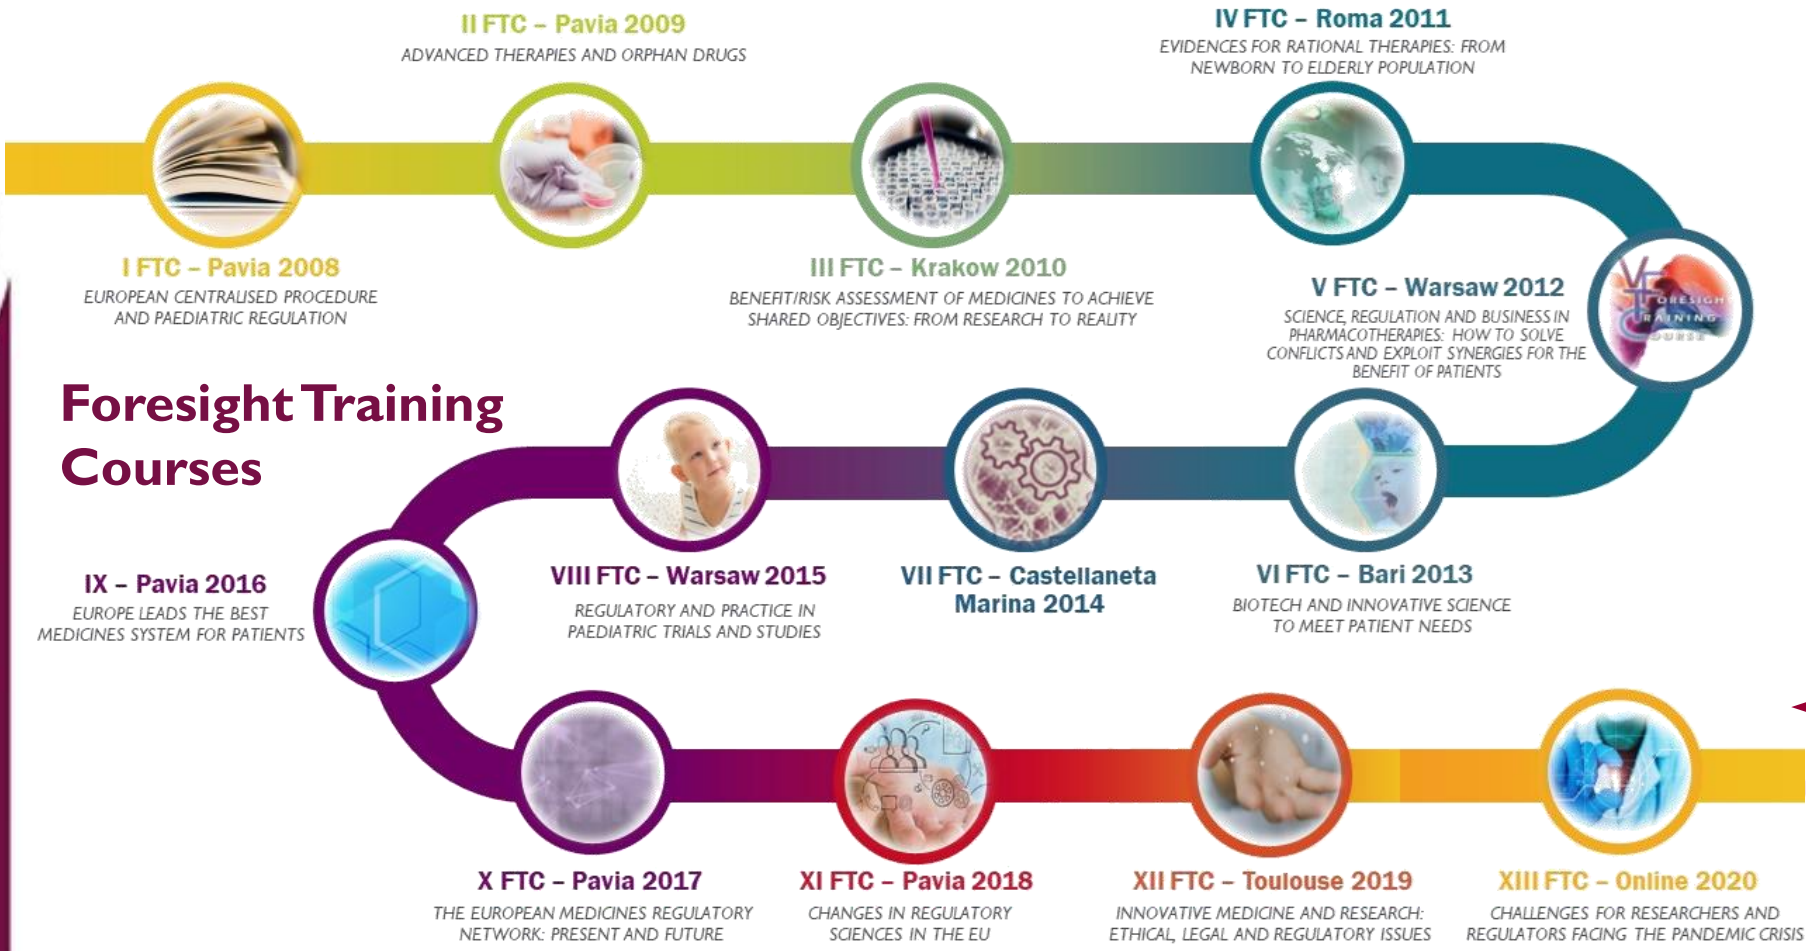 II FTC – Pavia 2009
ADVANCED THERAPIES AND ORPHAN DRUGS
IV FTC – Roma 2011
EVIDENCES FOR RATIONAL THERAPIES: FROM
NEWBORN TO ELDERLY POPULATION
I FTC – Pavia 2008
EUROPEAN CENTRALISED PROCEDURE
AND PAEDIATRIC REGULATION
III FTC – Krakow 2010
BENEFIT/RISK ASSESSMENT OF MEDICINES TO ACHIEVE
SHARED OBJECTIVES: FROM RESEARCH TO REALITY
V FTC – Warsaw 2012
SCIENCE, REGULATION AND BUSINESS IN
PHARMACOTHERAPIES: HOW TO SOLVE
CONFLICTS AND EXPLOIT SYNERGIES FOR THE
BENEFIT OF PATIENTS
V
FORESIGH
TRAINING
COURSE
Foresight Training
Courses
VIII FTC – Warsaw 2015
REGULATORY AND PRACTICE IN
PAEDIATRIC TRIALS AND STUDIES
VII FTC – Castellaneta
Marina 2014
VI FTC – Bari 2013
BIOTECH AND INNOVATIVE SCIENCE
TO MEET PATIENT NEEDS
IX – Pavia 2016
EUROPE LEADS THE BEST
MEDICINES SYSTEM FOR PATIENTS
X FTC – Pavia 2017
THE EUROPEAN MEDICINES REGULATORY
NETWORK: PRESENT AND FUTURE
XI FTC – Pavia 2018
CHANGES IN REGULATORY
SCIENCES IN THE EU
XII FTC – Toulouse 2019
INNOVATIVE MEDICINE AND RESEARCH:
ETHICAL, LEGAL AND REGULATORY ISSUES
XIII FTC – Online 2020
CHALLENGES FOR RESEARCHERS AND
REGULATORS FACING THE PANDEMIC CRISIS